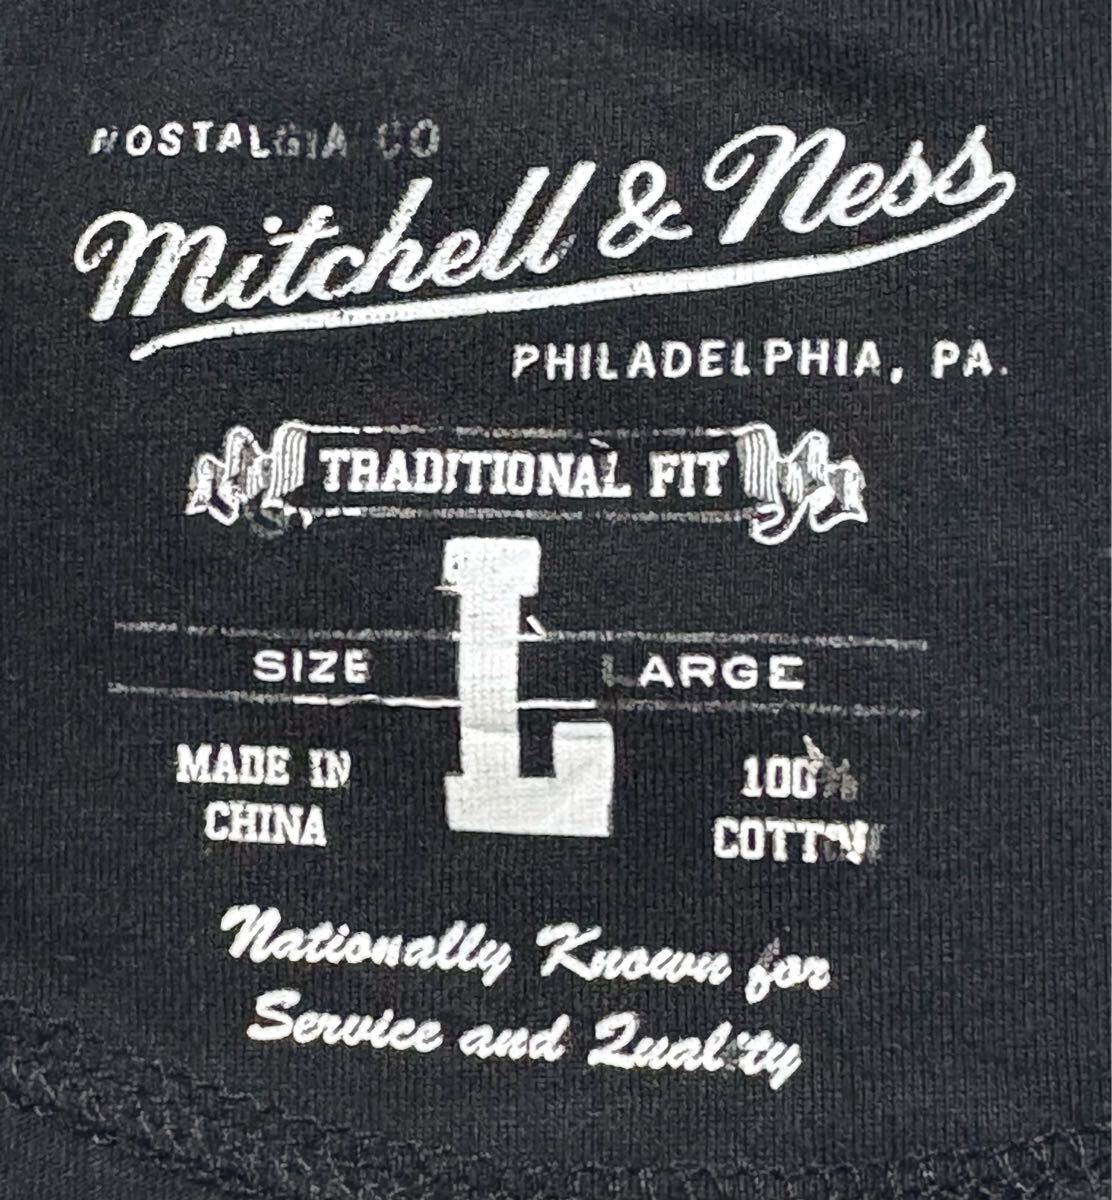 NOSTALGIA CO
Mitchell & Ness
PHILADELPHIA, PA.
TRADITIONAL FIT
L
SIZE LARGE
MADE IN
CHINA
100%
COTTON
Nationally Known for
Service and Quality